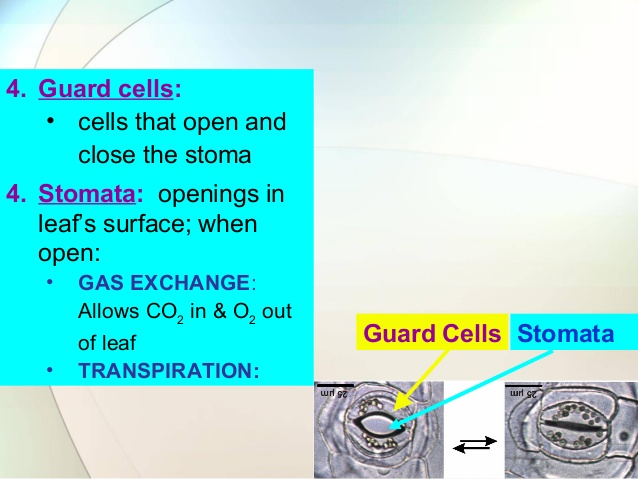 4. Guard cells:
• cells that open and
close the stoma
4. Stomata: openings in
leaf's surface; when
open:
• GAS EXCHANGE:
Allows CO₂ in & O₂ out
of leaf
• TRANSPIRATION:
Guard Cells
Stomata
25 µm
25 µm